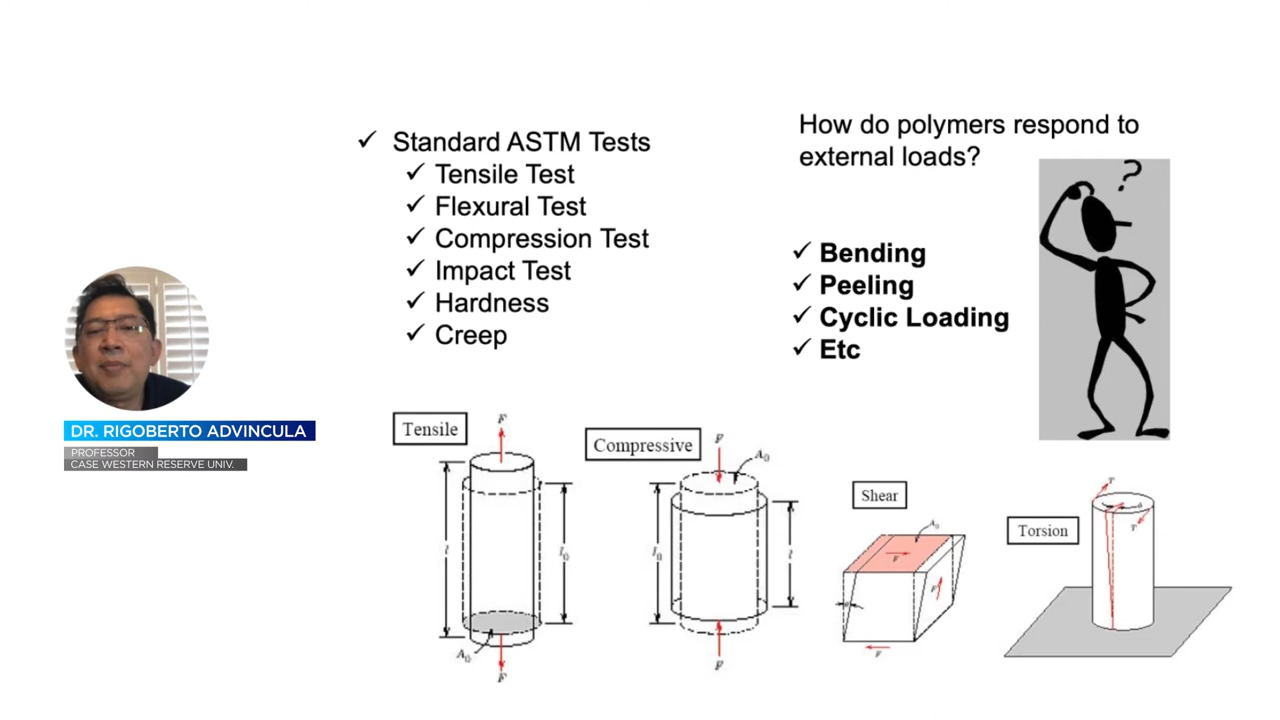 ✓ Standard ASTM Tests
✓ Tensile Test
✓ Flexural Test
✓ Compression Test
✓ Impact Test
✓ Hardness
✓ Creep
How do polymers respond to
external loads?
?
✓ Bending
✓ Peeling
✓ Cyclic Loading
✓ Etc
DR. RIGOBERTO ADVINCULA
PROFESSOR
CASE WESTERN RESERVE UNIV.
Tensile
F
l
l₀
A₀
F
Compressive
F
A₀
l₀
l
F
Shear
A₀
F
F
θ
F
Torsion
T
T
ϕ